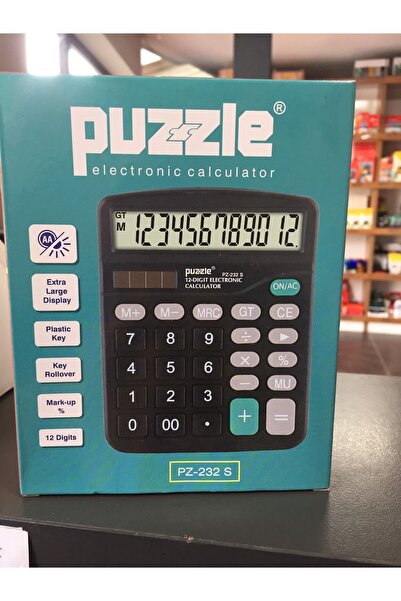 puzzle®
electronic calculator
AA
Extra
Large
Display
Plastic
Key
Key
Rollover
Mark-up
%
12 Digits
GT
M
123456789012.
puzzle®
PZ-232 S
12-DIGIT ELECTRONIC
CALCULATOR
ON/AC
M+ M− MRC GT CE
7 8 9 ÷ ▶
4 5 6 × %
1 2 3 − MU
0 00 • + =
PZ-232 S